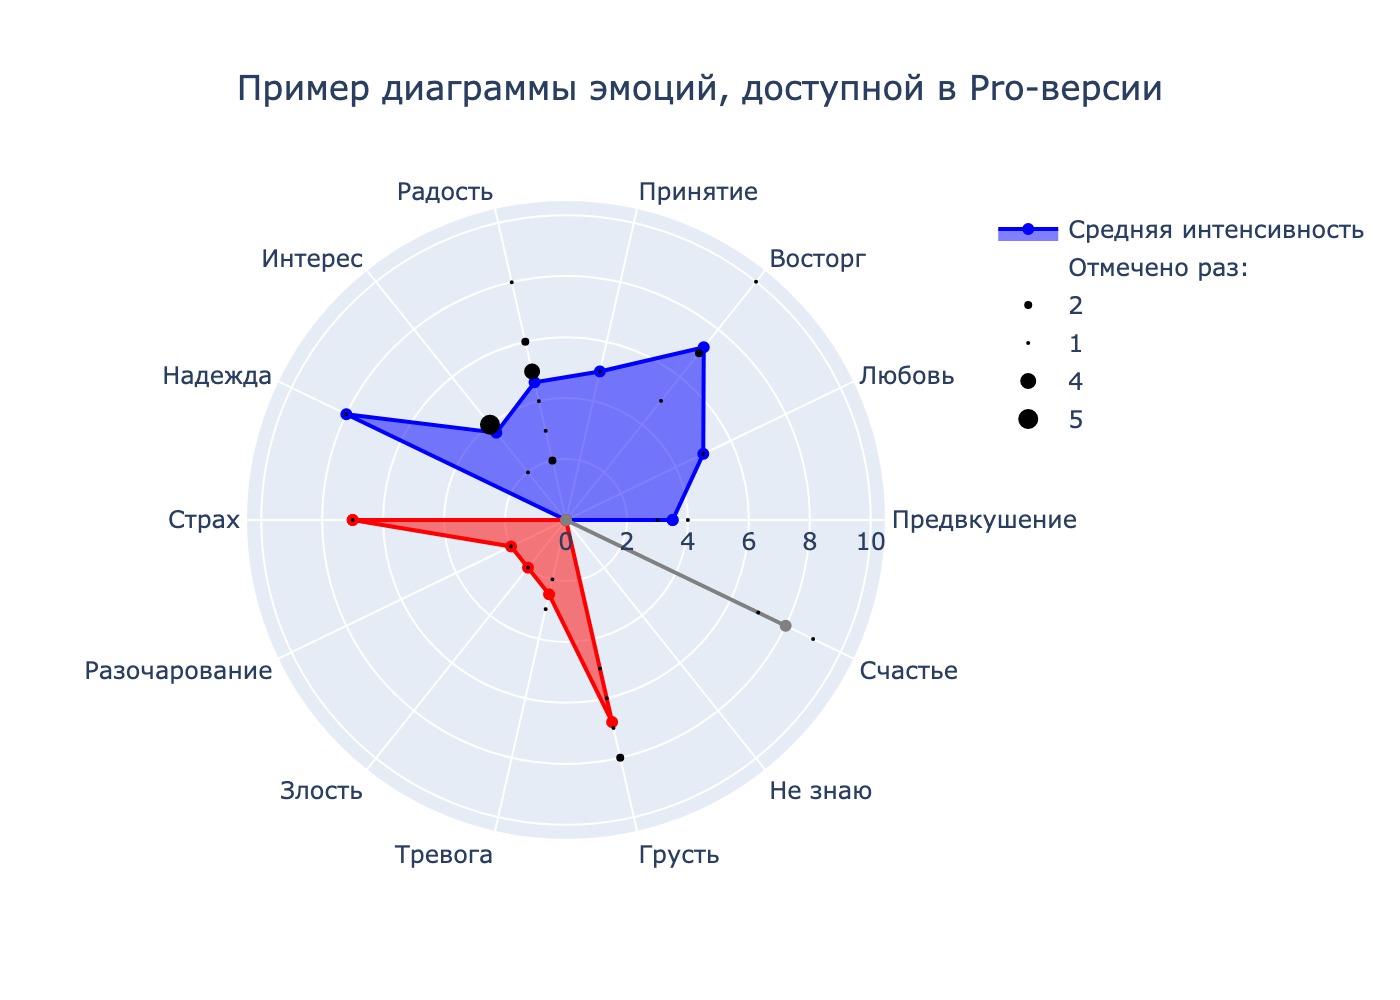 Пример диаграммы эмоций, доступной в Pro-версии
Радость
Принятие
Интерес
Восторг
Надежда
Любовь
Страх
Предвкушение
0 2 4 6 8 10
Разочарование
Счастье
Злость
Не знаю
Тревога
Грусть
Средняя интенсивность
Отмечено раз:
2
1
4
5